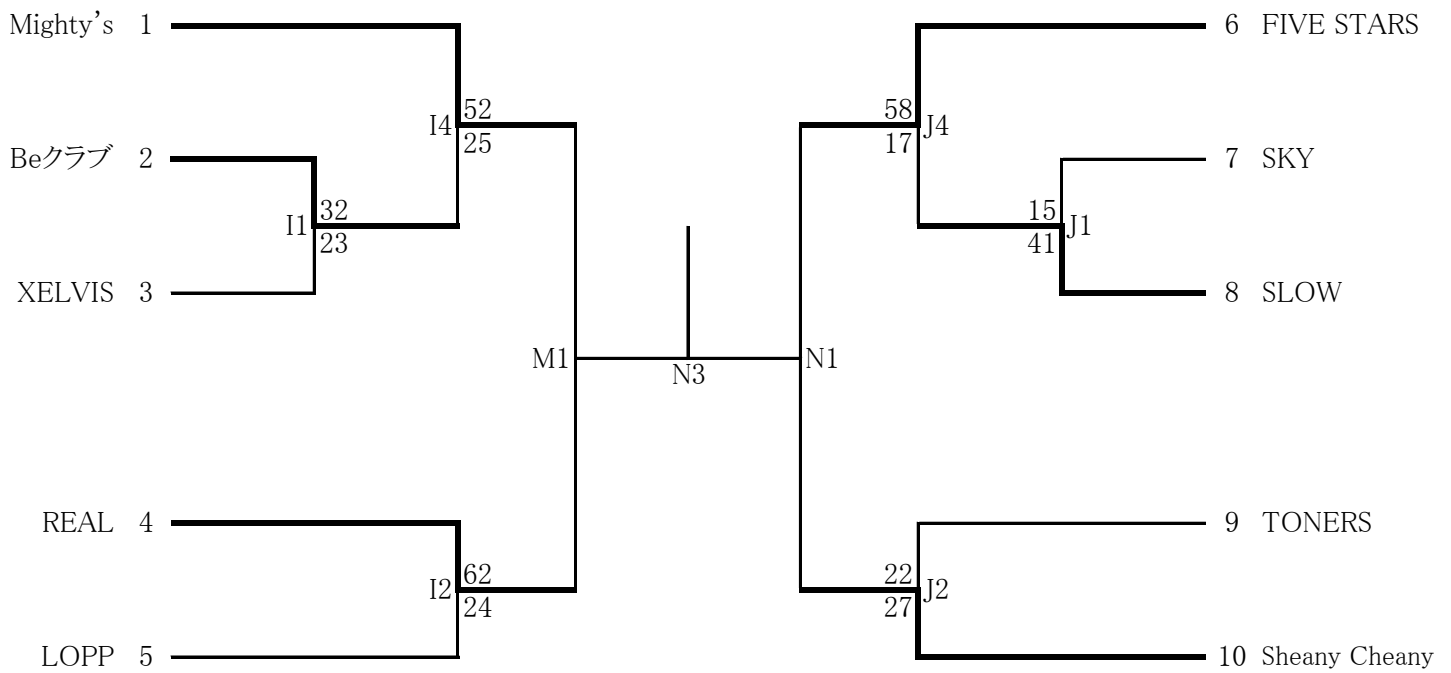 Mighty’s 1
6 FIVE STARS
52
58
I4
J4
25
17
Beクラブ 2
7 SKY
32
15
I1
J1
23
41
XELVIS 3
8 SLOW
M1
N1
N3
REAL 4
9 TONERS
62
22
I2
J2
24
27
LOPP 5
10 Sheany Cheany